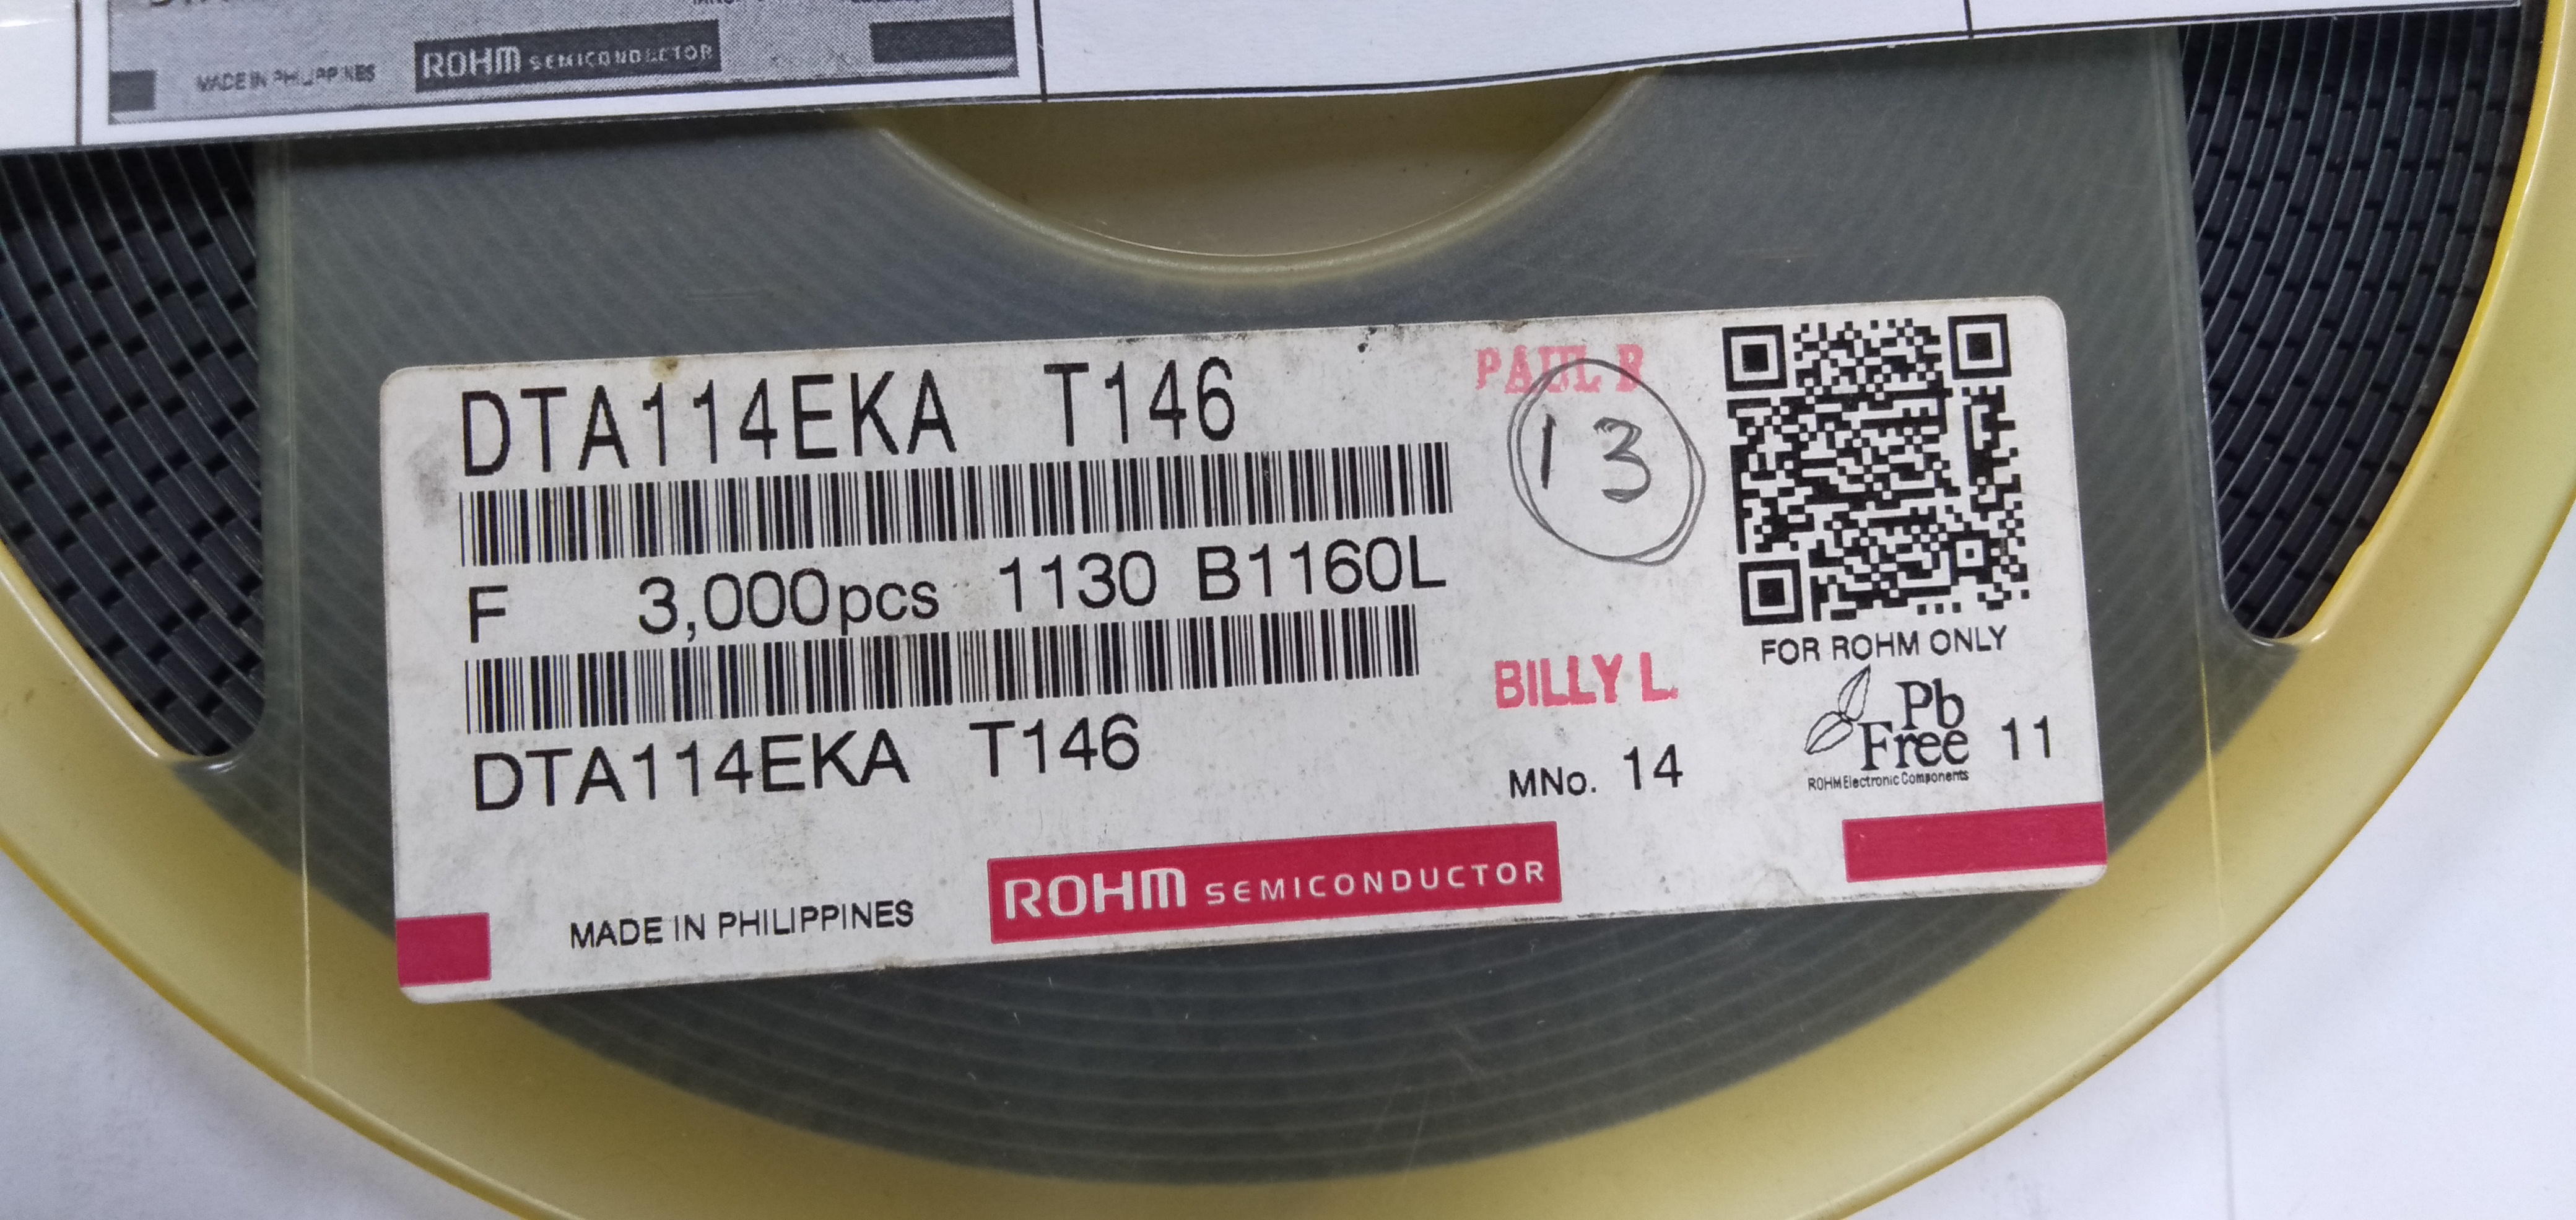 MADE IN PHILIPPINES
ROHM SEMICONDUCTOR
DTA114EKA T146
PAUL B
13
F 3,000pcs 1130 B1160L
FOR ROHM ONLY
BILLY L.
DTA114EKA T146
MNo. 14
Pb
Free 11
ROHM Electronic Components
MADE IN PHILIPPINES
ROHM SEMICONDUCTOR